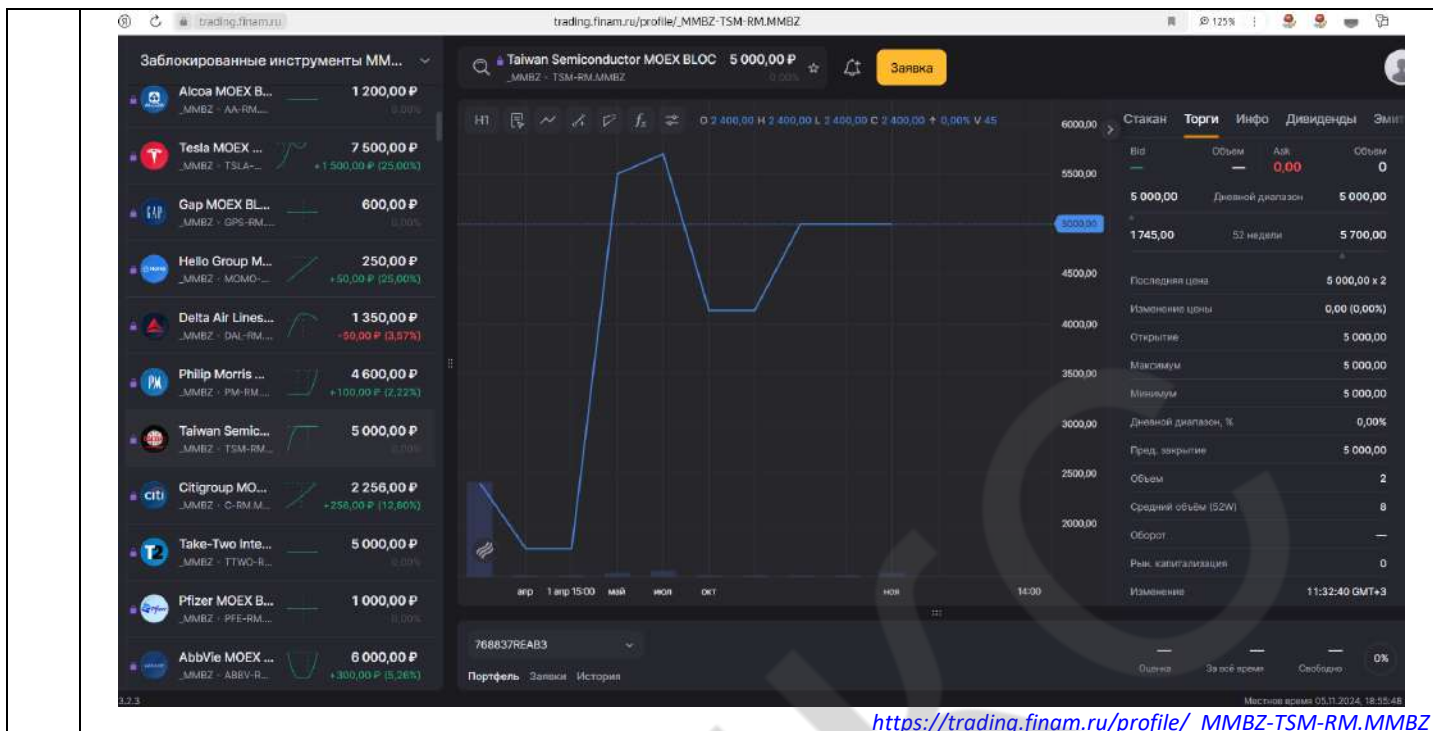 trading.finam.ru
trading.finam.ru/profile/_MMBZ-TSM-RM.MMBZ
125%
Заблокированные инструменты ММ...
Alcoa MOEX B...
1 200,00 ₽
_MMBZ · AA-RM....
0,00%
Tesla MOEX ...
7 500,00 ₽
_MMBZ · TSLA-...
+1 500,00 ₽ (25,00%)
Gap MOEX BL...
600,00 ₽
_MMBZ · GPS-RM....
0,00%
Hello Group M...
250,00 ₽
_MMBZ · MOMO-...
+50,00 ₽ (25,00%)
Delta Air Lines...
1 350,00 ₽
_MMBZ · DAL-RM....
-50,00 ₽ (3,57%)
Philip Morris ...
4 600,00 ₽
_MMBZ · PM-RM....
+100,00 ₽ (2,22%)
Taiwan Semic...
5 000,00 ₽
_MMBZ · TSM-RM....
0,00%
Citigroup MO...
2 256,00 ₽
_MMBZ · C-RM.M...
+256,00 ₽ (12,80%)
Take-Two Inte...
5 000,00 ₽
_MMBZ · TTWO-R...
0,00%
Pfizer MOEX B...
1 000,00 ₽
_MMBZ · PFE-RM....
0,00%
AbbVie MOEX ...
6 000,00 ₽
_MMBZ · ABBV-R...
+300,00 ₽ (5,26%)
3.2.3
Taiwan Semiconductor MOEX BLOC 5 000,00 ₽
_MMBZ · TSM-RM.MMBZ
0,00%
Заявка
H1
O 2 400,00 H 2 400,00 L 2 400,00 C 2 400,00 0,00% V 45
6000,00
5500,00
5000,00
4500,00
4000,00
3500,00
3000,00
2500,00
2000,00
апр 1 апр 15:00 май июл окт ноя 14:00
Стакан Торги Инфо Дивиденды Эмит
Bid Объем Ask Объем
— — 0,00 0
5 000,00 Дневной диапазон 5 000,00
1 745,00 52 недели 5 700,00
Последняя цена 5 000,00 x 2
Изменение цены 0,00 (0,00%)
Открытие 5 000,00
Максимум 5 000,00
Минимум 5 000,00
Дневной диапазон, % 0,00%
Пред. закрытие 5 000,00
Объем 2
Средний объём (52W) 8
Оборот —
Рын. капитализация 0
Изменение 11:32:40 GMT+3
768837REAB3
Портфель Заявки История
— — —
Оценка За всё время Свободно 0%
Местное время 05.11.2024, 18:55:48
https://trading.finam.ru/profile/_MMBZ-TSM-RM.MMBZ